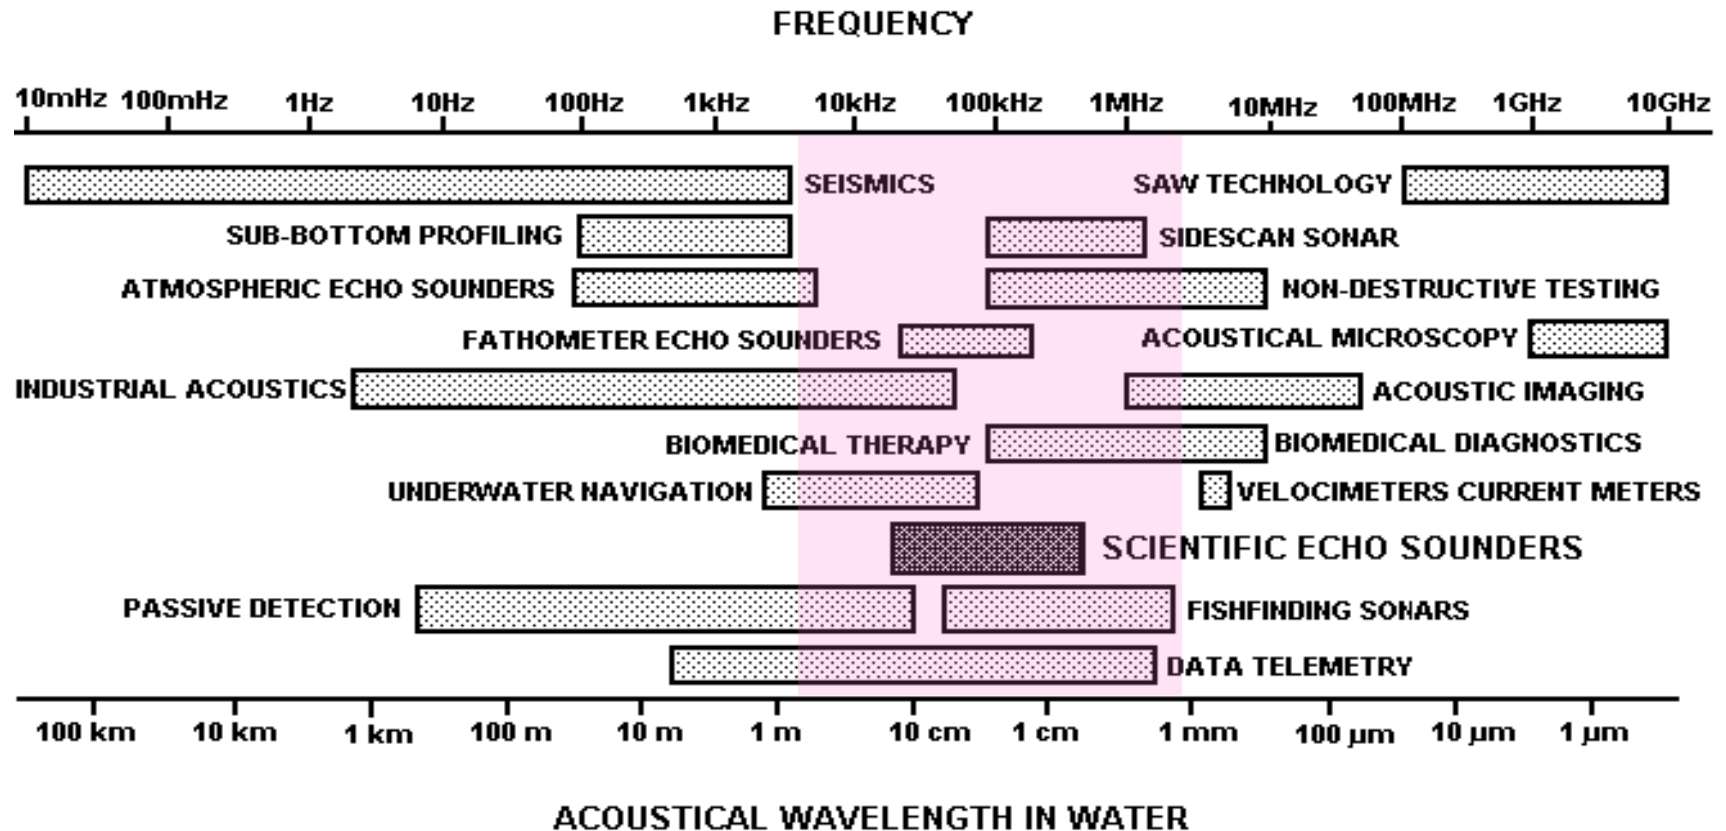 FREQUENCY
10mHz 100mHz 1Hz 10Hz 100Hz 1kHz 10kHz 100kHz 1MHz 10MHz 100MHz 1GHz 10GHz
SEISMICS SAW TECHNOLOGY
SUB-BOTTOM PROFILING SIDESCAN SONAR
ATMOSPHERIC ECHO SOUNDERS NON-DESTRUCTIVE TESTING
FATHOMETER ECHO SOUNDERS ACOUSTICAL MICROSCOPY
INDUSTRIAL ACOUSTICS ACOUSTIC IMAGING
BIOMEDICAL THERAPY BIOMEDICAL DIAGNOSTICS
UNDERWATER NAVIGATION VELOCIMETERS CURRENT METERS
SCIENTIFIC ECHO SOUNDERS
PASSIVE DETECTION FISHFINDING SONARS
DATA TELEMETRY
100 km 10 km 1 km 100 m 10 m 1 m 10 cm 1 cm 1 mm 100 µm 10 µm 1 µm
ACOUSTICAL WAVELENGTH IN WATER